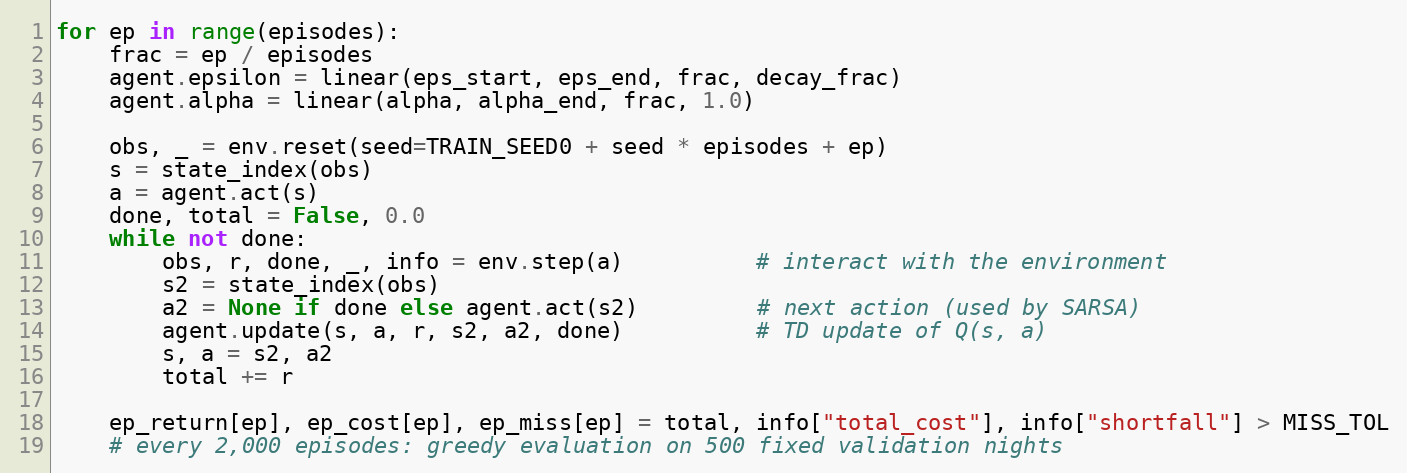 1 for ep in range(episodes):
2     frac = ep / episodes
3     agent.epsilon = linear(eps_start, eps_end, frac, decay_frac)
4     agent.alpha = linear(alpha, alpha_end, frac, 1.0)
5
6     obs, _ = env.reset(seed=TRAIN_SEED0 + seed * episodes + ep)
7     s = state_index(obs)
8     a = agent.act(s)
9     done, total = False, 0.0
10     while not done:
11         obs, r, done, _, info = env.step(a)          # interact with the environment
12         s2 = state_index(obs)
13         a2 = None if done else agent.act(s2)         # next action (used by SARSA)
14         agent.update(s, a, r, s2, a2, done)          # TD update of Q(s, a)
15         s, a = s2, a2
16         total += r
17
18     ep_return[ep], ep_cost[ep], ep_miss[ep] = total, info["total_cost"], info["shortfall"] > MISS_TOL
19     # every 2,000 episodes: greedy evaluation on 500 fixed validation nights